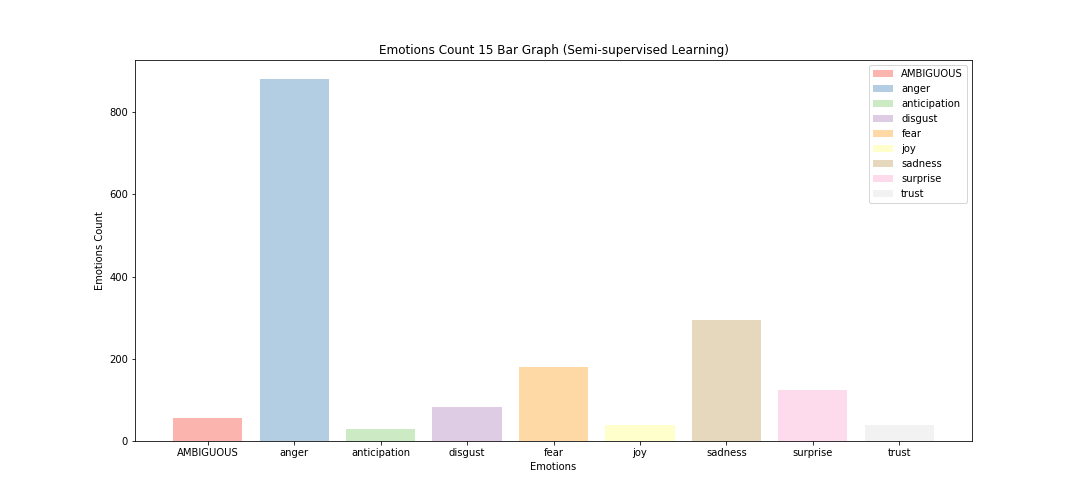 Emotions Count 15 Bar Graph (Semi-supervised Learning)
AMBIGUOUS
anger
anticipation
disgust
fear
joy
sadness
surprise
trust
800
600
400
200
0
Emotions Count
AMBIGUOUS anger anticipation disgust fear joy sadness surprise trust
Emotions